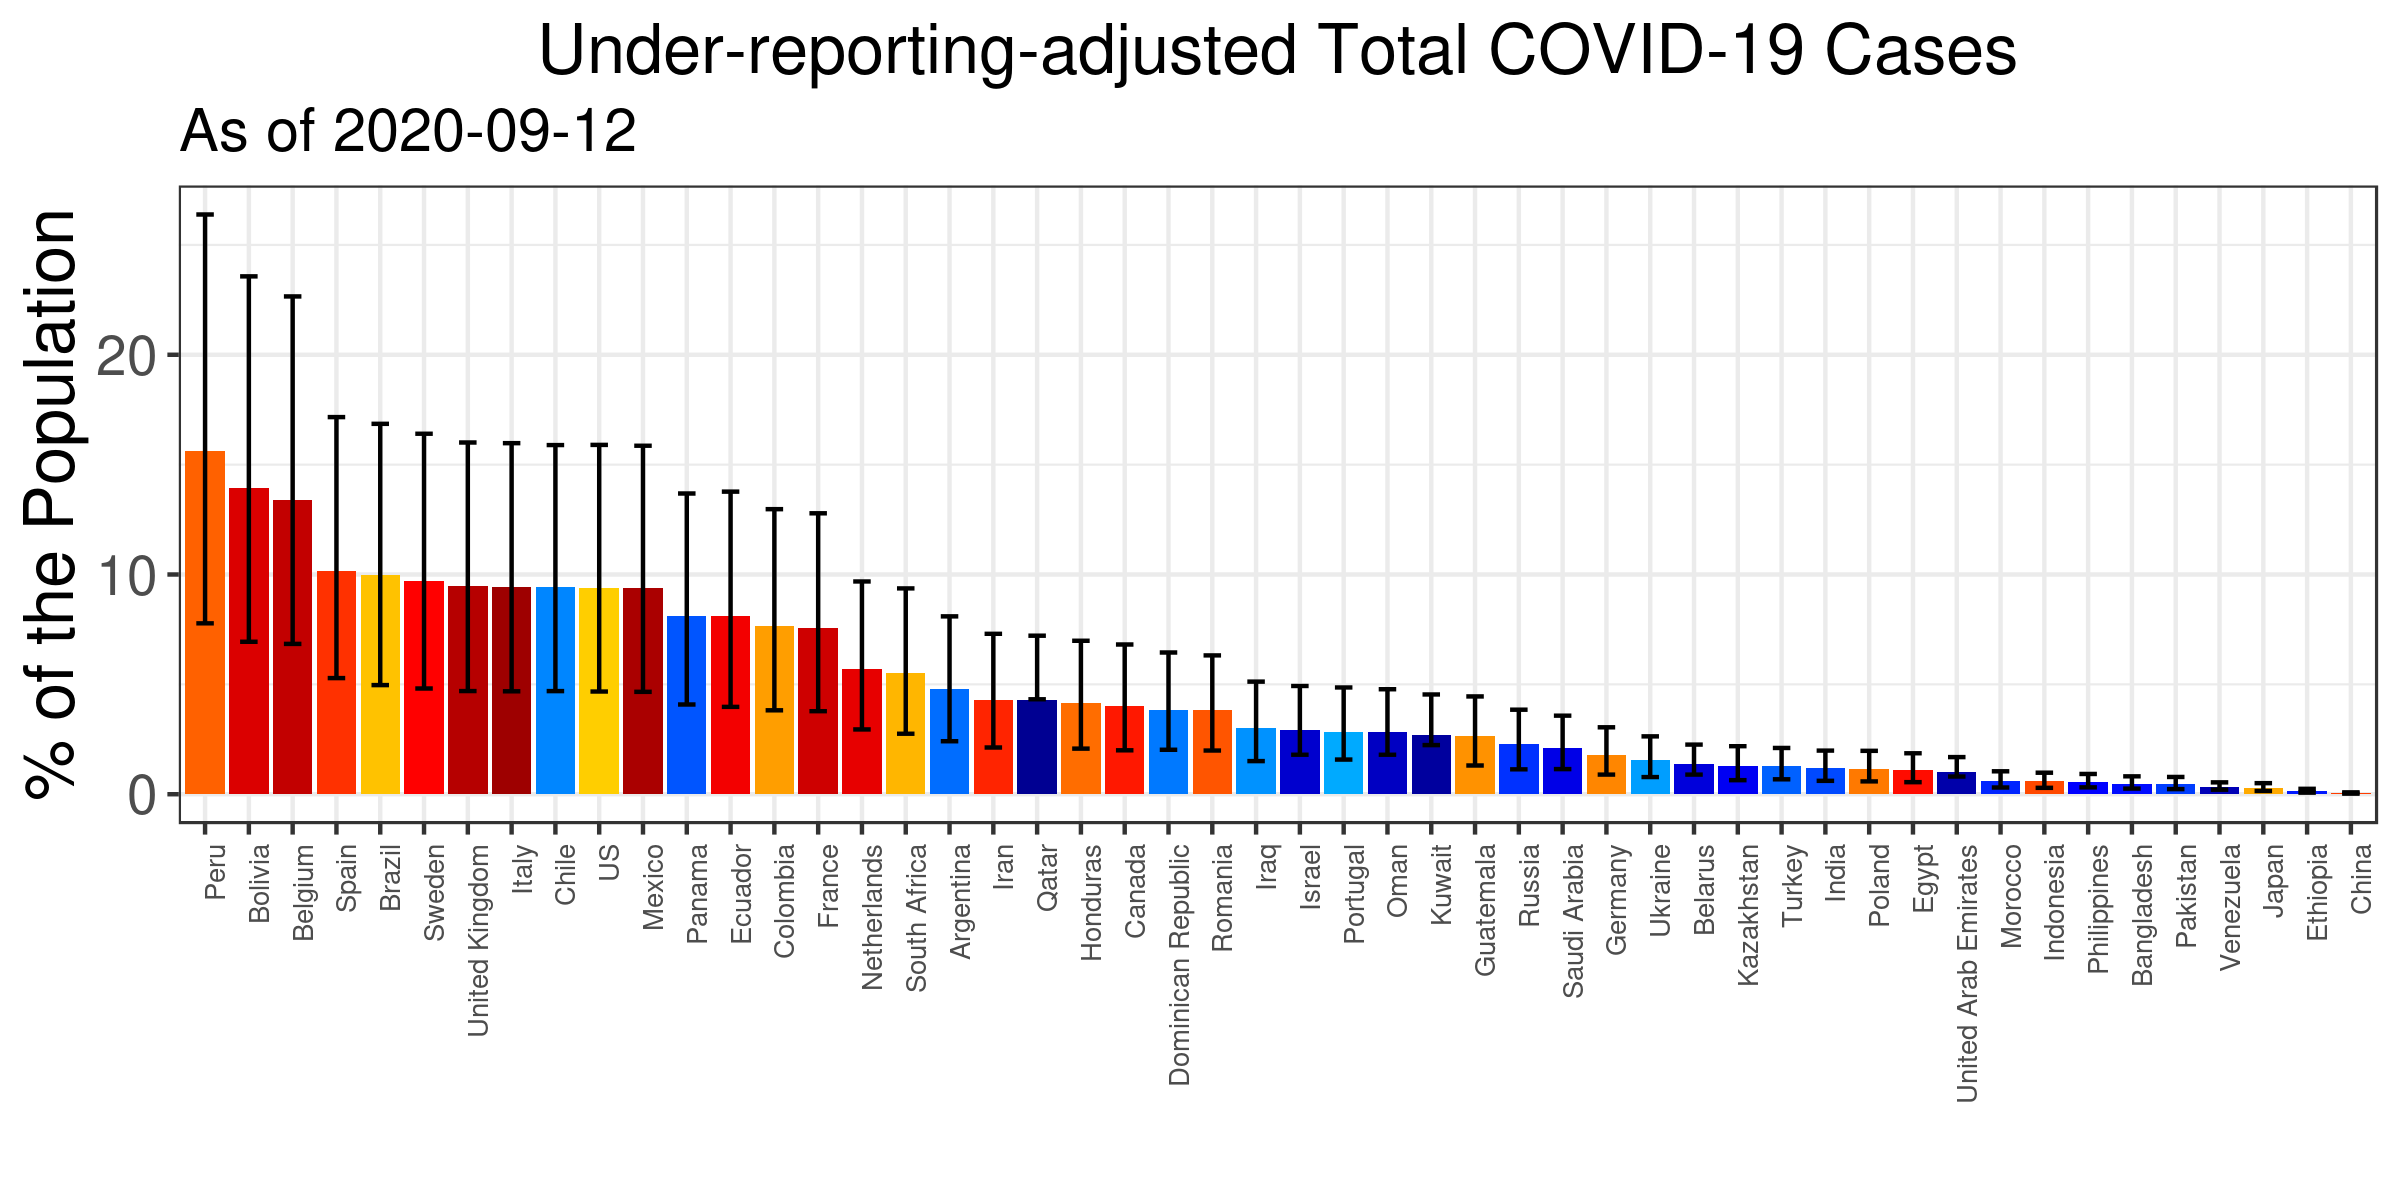 Under-reporting-adjusted Total COVID-19 Cases
As of 2020-09-12
% of the Population
20
10
0
Peru
Bolivia
Belgium
Spain
Brazil
Sweden
United Kingdom
Italy
Chile
US
Mexico
Panama
Ecuador
Colombia
France
Netherlands
South Africa
Argentina
Iran
Qatar
Honduras
Canada
Dominican Republic
Romania
Iraq
Israel
Portugal
Oman
Kuwait
Guatemala
Russia
Saudi Arabia
Germany
Ukraine
Belarus
Kazakhstan
Turkey
India
Poland
Egypt
United Arab Emirates
Morocco
Indonesia
Philippines
Bangladesh
Pakistan
Venezuela
Japan
Ethiopia
China